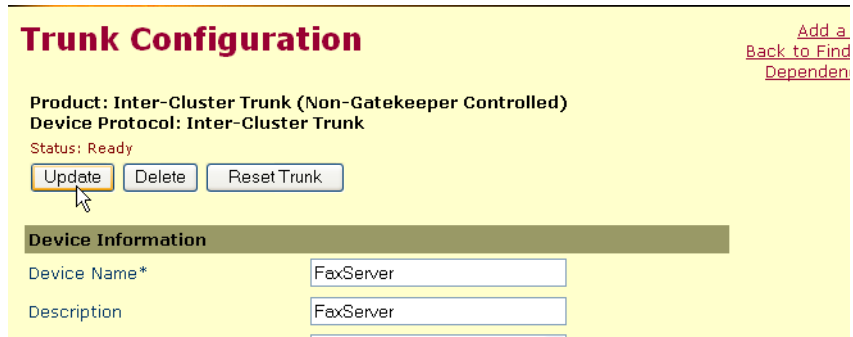 Trunk Configuration
Add a
Back to Find
Dependen
Product: Inter-Cluster Trunk (Non-Gatekeeper Controlled)
Device Protocol: Inter-Cluster Trunk
Status: Ready
Update Delete Reset Trunk
Device Information
Device Name* FaxServer
Description FaxServer